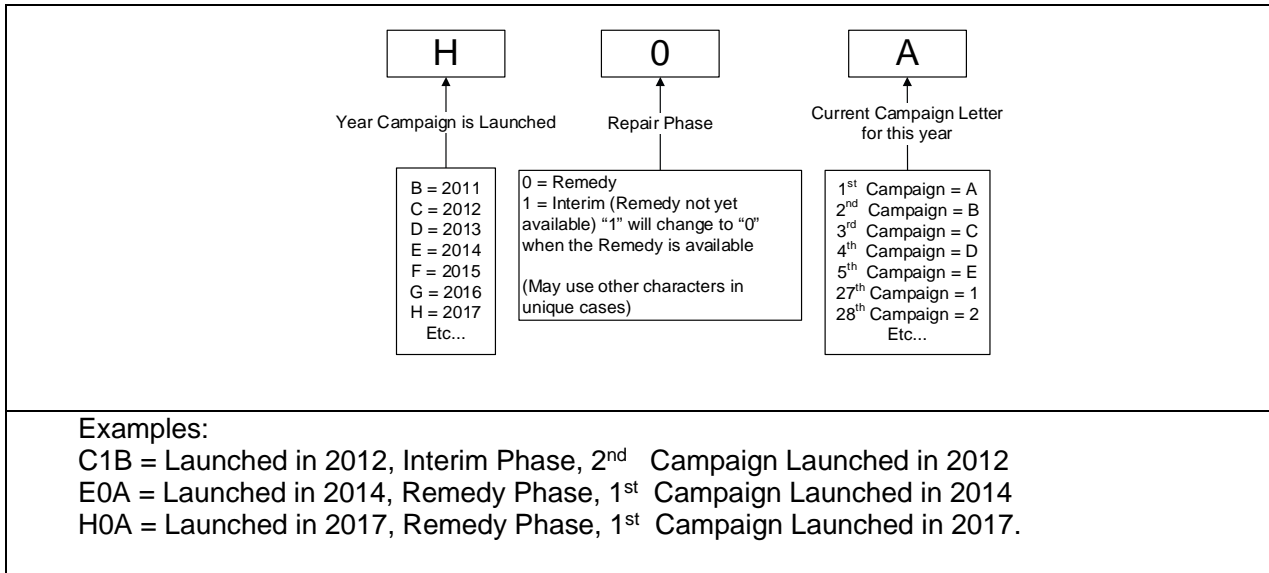 H
0
A
Year Campaign is Launched
Repair Phase
Current Campaign Letter
for this year
B = 2011
C = 2012
D = 2013
E = 2014
F = 2015
G = 2016
H = 2017
Etc...
0 = Remedy
1 = Interim (Remedy not yet
available) “1” will change to “0”
when the Remedy is available
(May use other characters in
unique cases)
1st Campaign = A
2nd Campaign = B
3rd Campaign = C
4th Campaign = D
5th Campaign = E
27th Campaign = 1
28th Campaign = 2
Etc...
Examples:
C1B = Launched in 2012, Interim Phase, 2nd Campaign Launched in 2012
E0A = Launched in 2014, Remedy Phase, 1st Campaign Launched in 2014
H0A = Launched in 2017, Remedy Phase, 1st Campaign Launched in 2017.